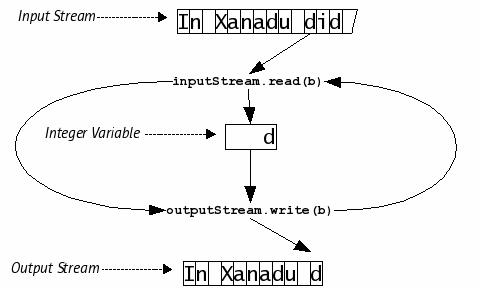 Input Stream
In Xanadu did
inputStream.read(b)
Integer Variable
d
outputStream.write(b)
Output Stream
In Xanadu d